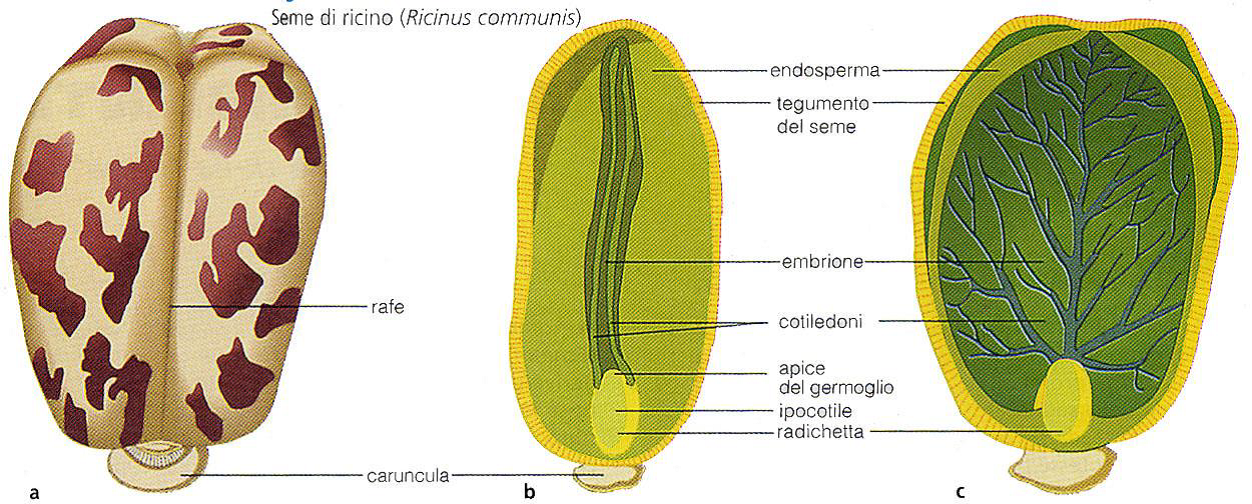 Seme di ricino (Ricinus communis)
endosperma
tegumento
del seme
embrione
rafe
cotiledoni
apice
del germoglio
ipocotile
radichetta
caruncula
a
b
c